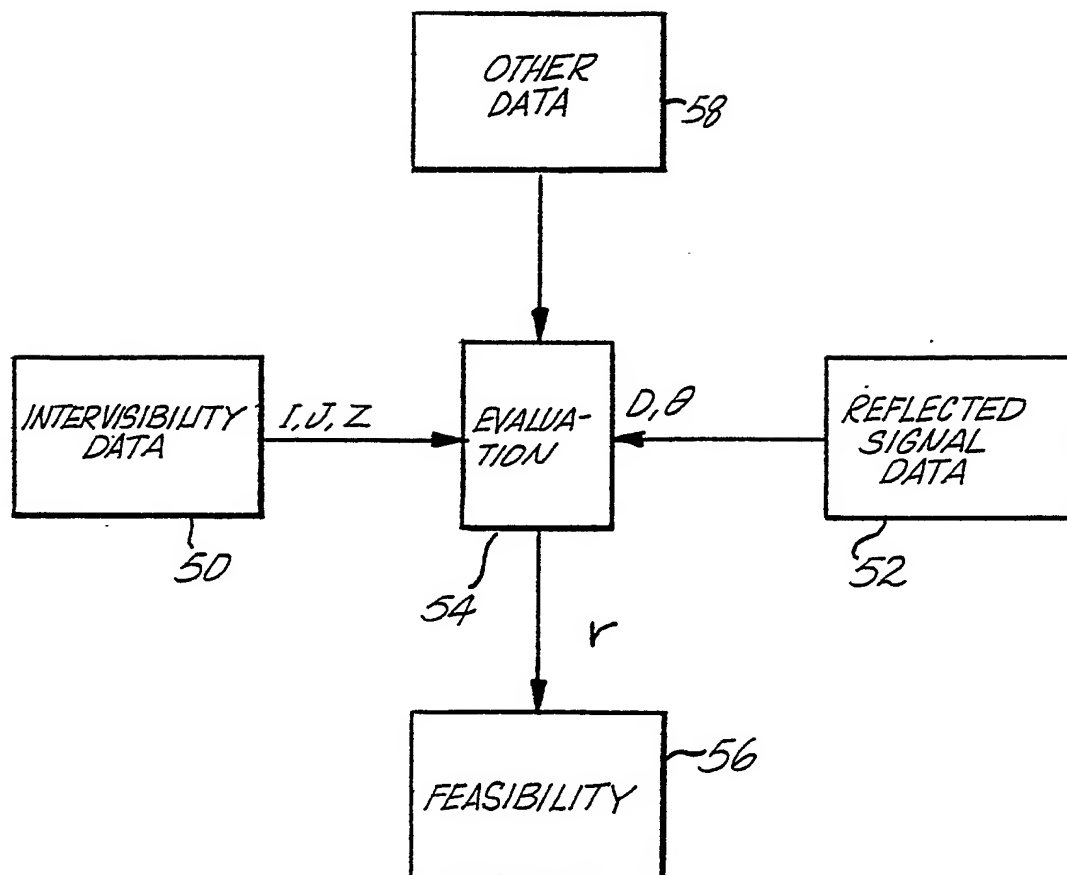 OTHER
DATA
58
INTERVISIBILITY
DATA
I, J, Z
EVALUA-
TION
D, θ
REFLECTED
SIGNAL
DATA
50
54
52
r
FEASIBILITY
56